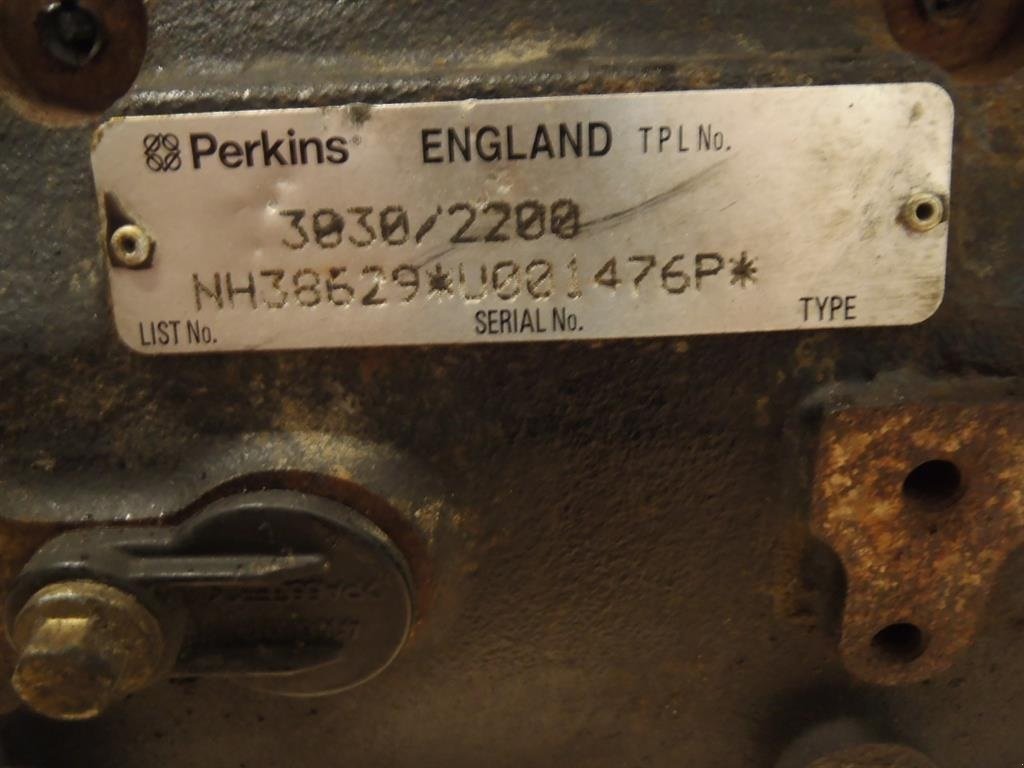 Perkins® ENGLAND TPL No.
3030/2200
NH38629*U001476P*
LIST No. SERIAL No. TYPE